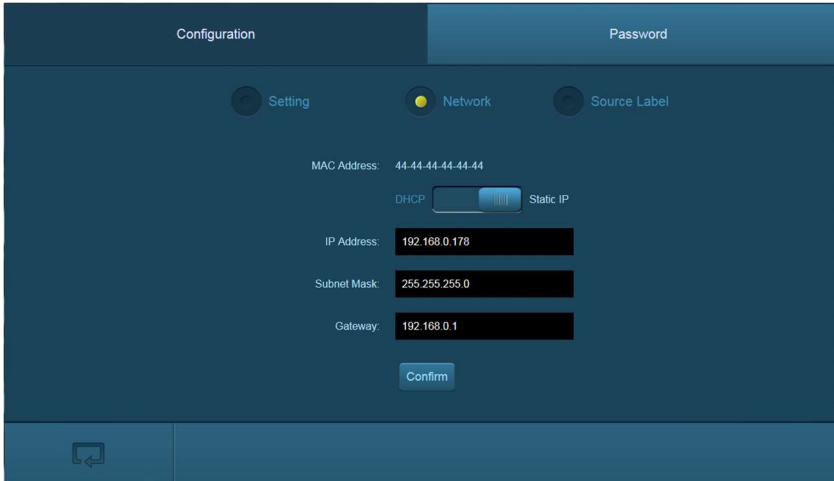 Configuration Password
Setting Network Source Label
MAC Address: 44-44-44-44-44-44
DHCP Static IP
IP Address: 192.168.0.178
Subnet Mask: 255.255.255.0
Gateway: 192.168.0.1
Confirm